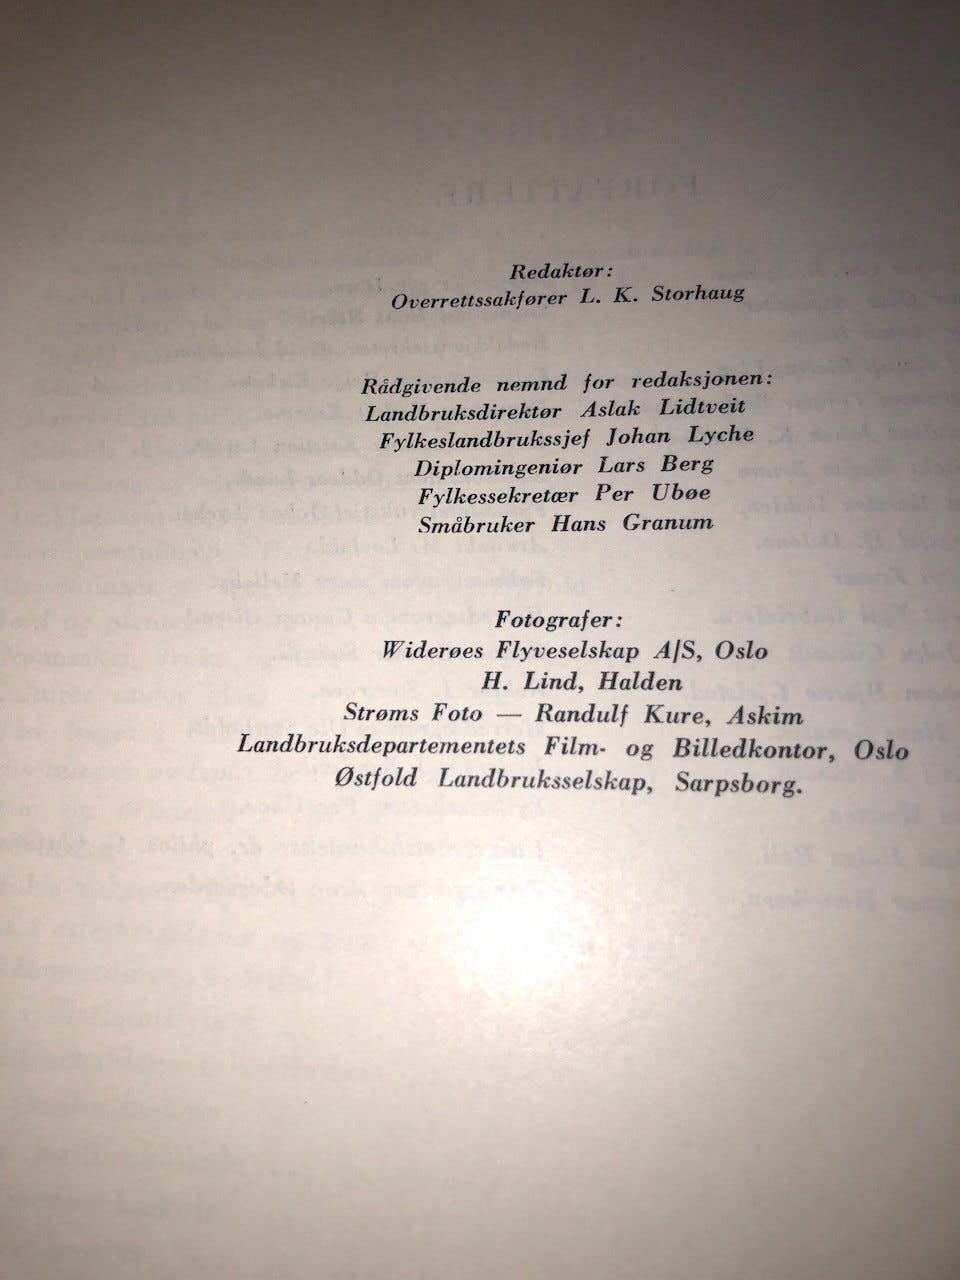 Redaktør:
Overrettssakfører L. K. Storhaug
Rådgivende nemnd for redaksjonen:
Landbruksdirektør Aslak Lidtveit
Fylkeslandbrukssjef Johan Lyche
Diplomingeniør Lars Berg
Fylkessekretær Per Ubøe
Småbruker Hans Granum
Fotografer:
Widerøes Flyveselskap A/S, Oslo
H. Lind, Halden
Strøms Foto — Randulf Kure, Askim
Landbruksdepartementets Film- og Billedkontor, Oslo
Østfold Landbruksselskap, Sarpsborg.